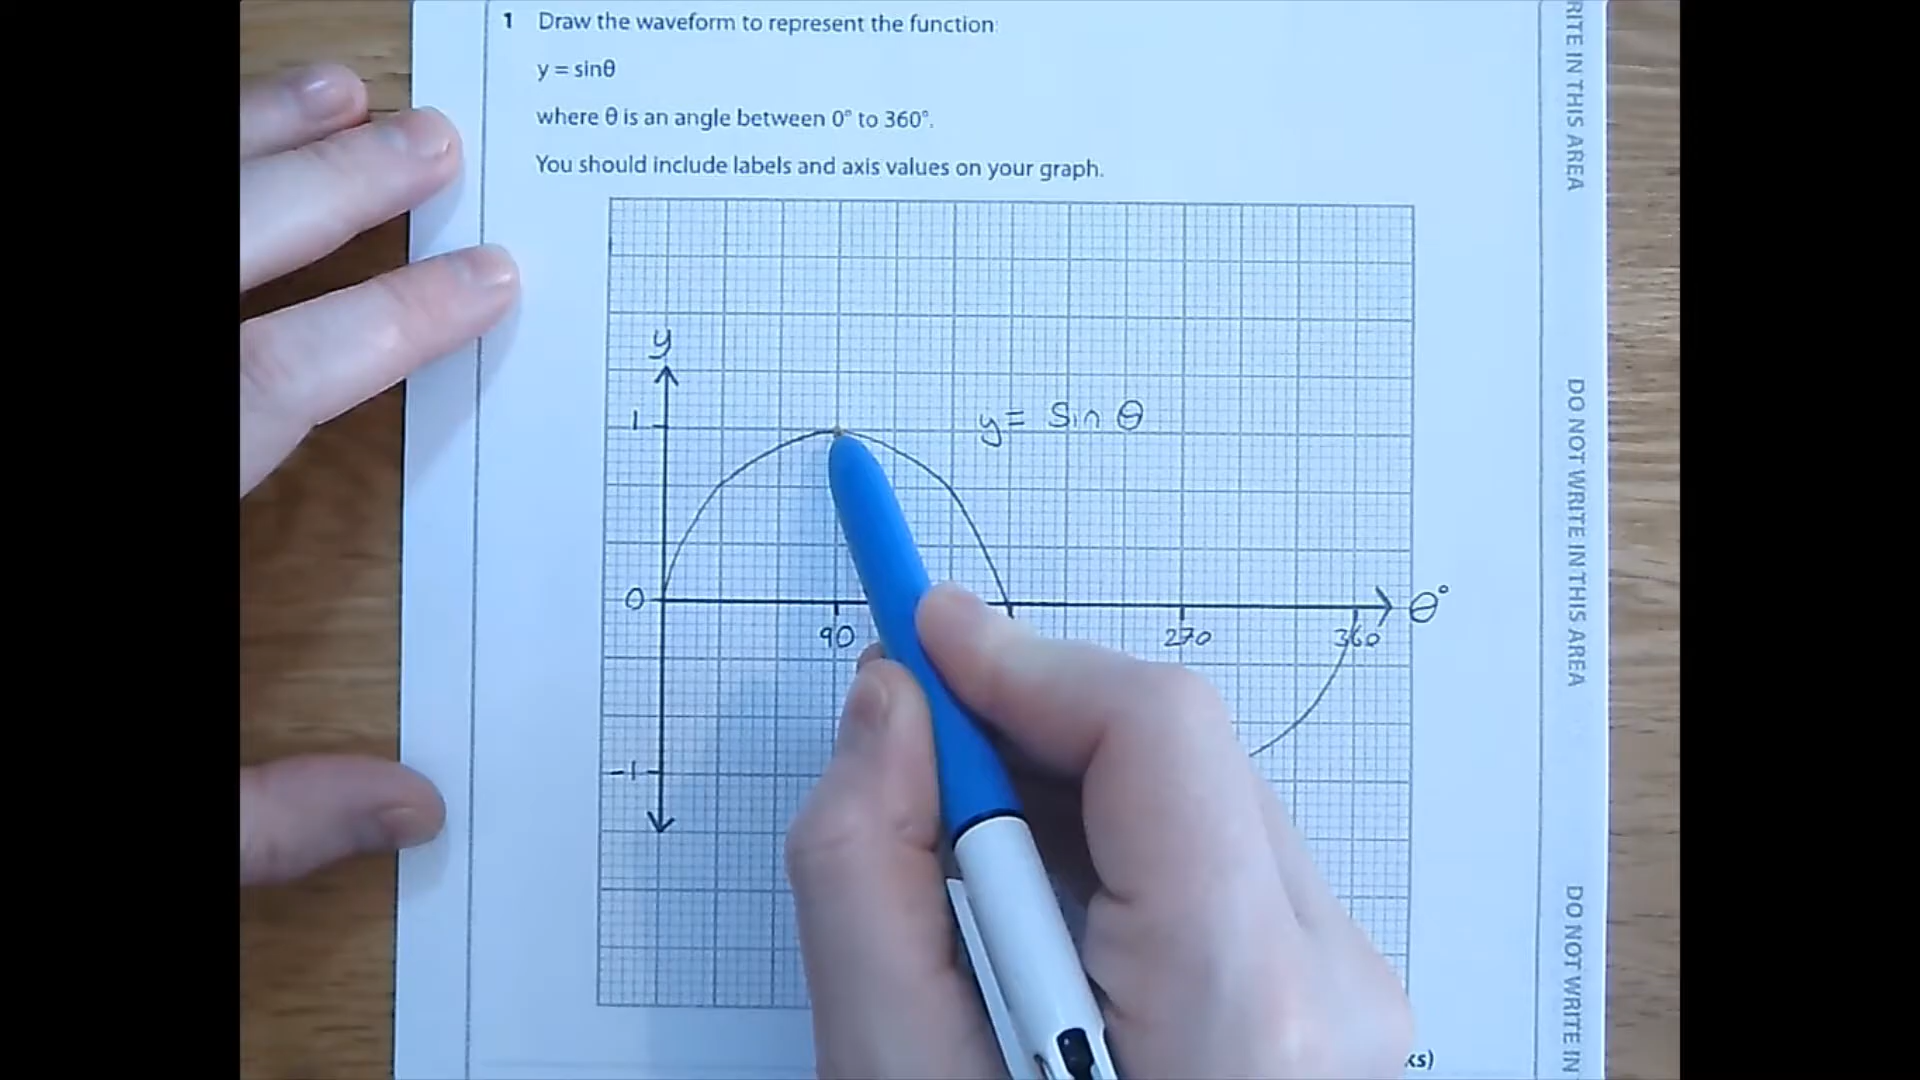 1 Draw the waveform to represent the function
y = sinθ
where θ is an angle between 0° to 360°.
You should include labels and axis values on your graph.
y
1
y = Sin θ
0
θ°
90
270
360
-1
RITE IN THIS AREA
DO NOT WRITE IN THIS AREA
DO NOT WRITE IN
ks)